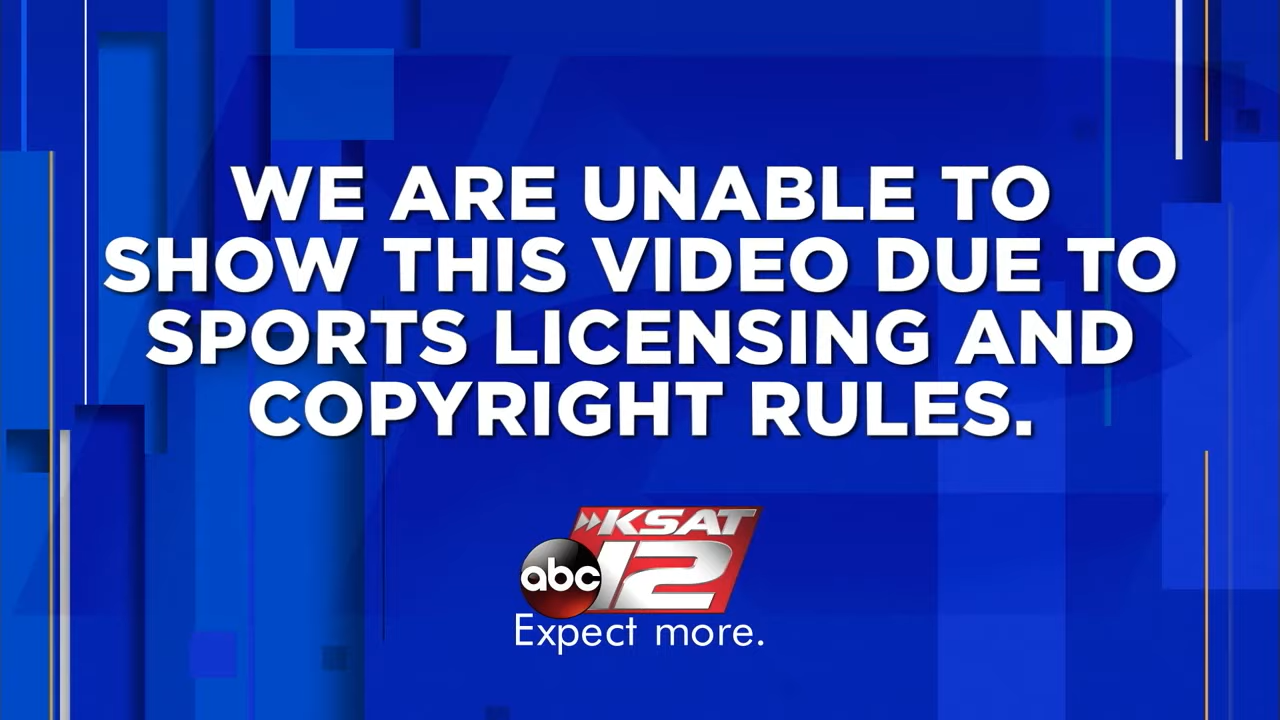 WE ARE UNABLE TO
SHOW THIS VIDEO DUE TO
SPORTS LICENSING AND
COPYRIGHT RULES.
KSAT
abc 12
Expect more.